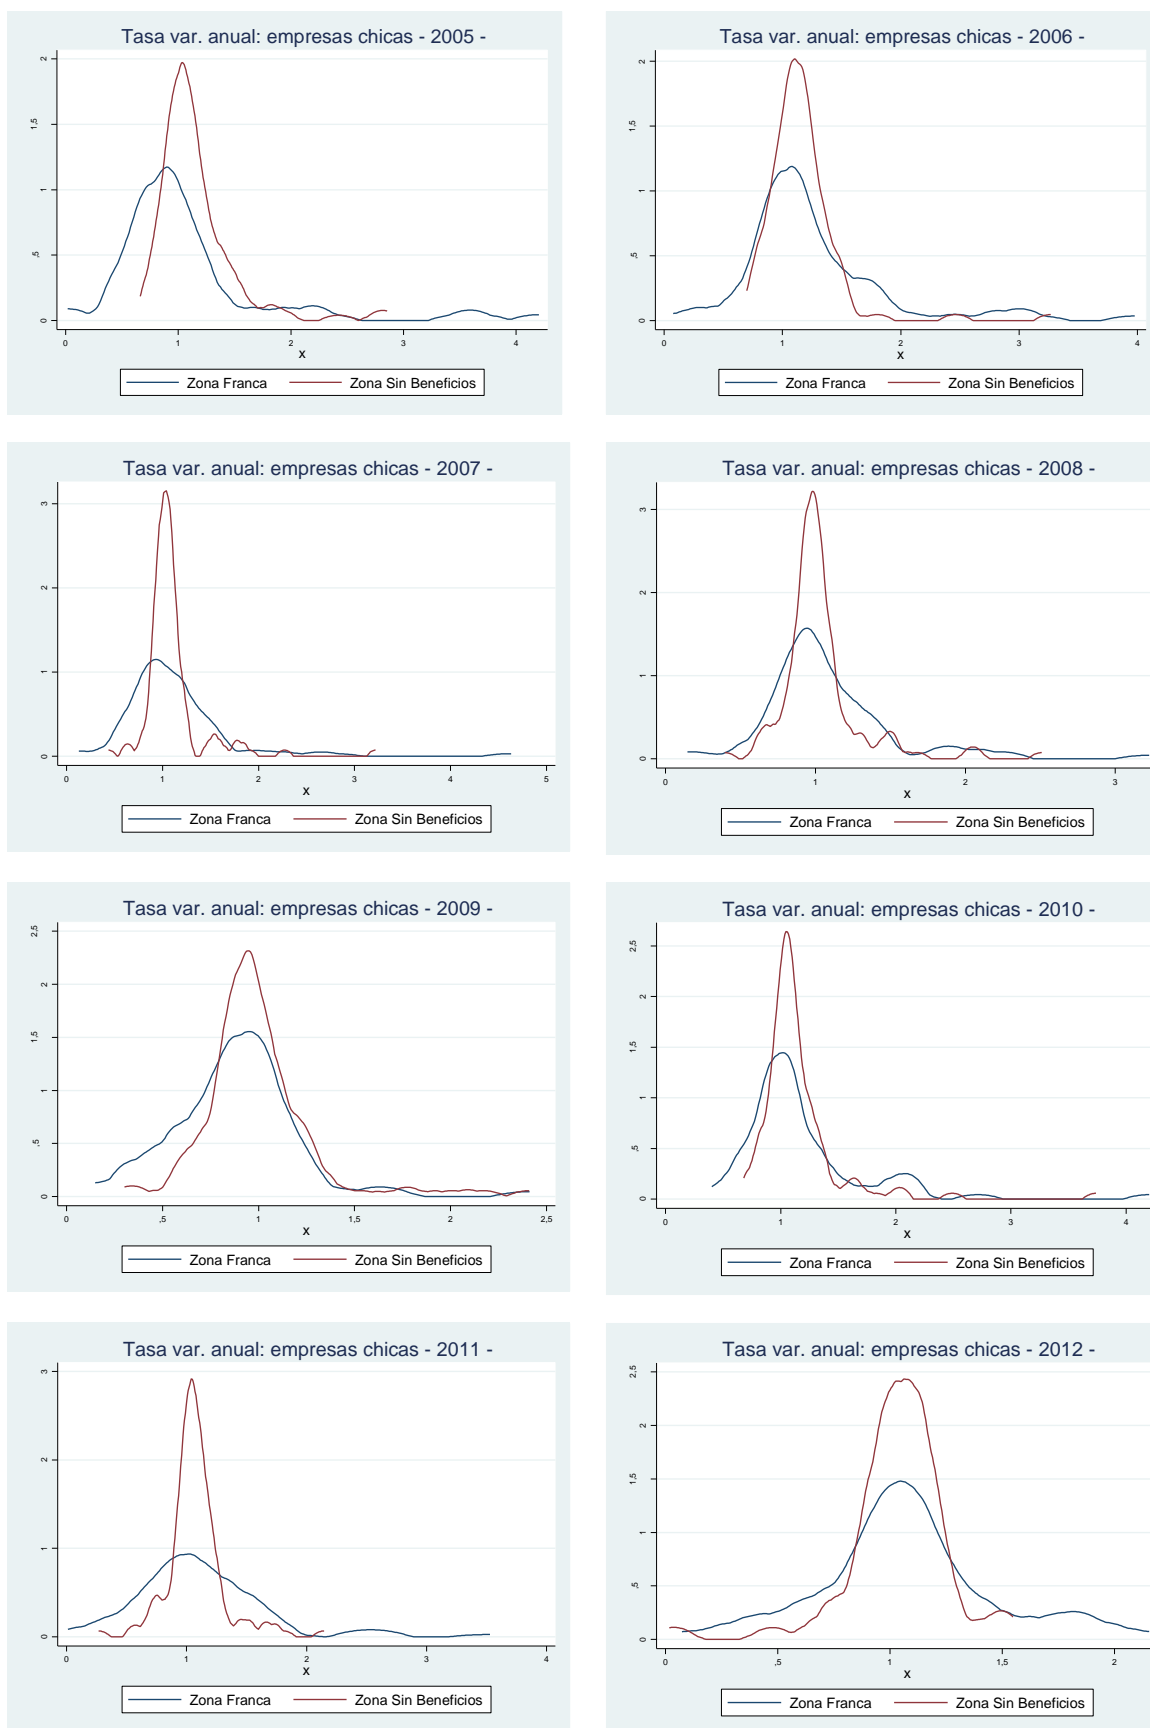 Tasa var. anual: empresas chicas - 2005 -
2
1,5
1
,5
0
0 1 2 3 4
x
Zona Franca Zona Sin Beneficios
Tasa var. anual: empresas chicas - 2006 -
2
1,5
1
,5
0
0 1 2 3 4
x
Zona Franca Zona Sin Beneficios
Tasa var. anual: empresas chicas - 2007 -
3
2
1
0
0 1 2 3 4 5
x
Zona Franca Zona Sin Beneficios
Tasa var. anual: empresas chicas - 2008 -
3
2
1
0
0 1 2 3
x
Zona Franca Zona Sin Beneficios
Tasa var. anual: empresas chicas - 2009 -
2,5
2
1,5
1
,5
0
0 ,5 1 1,5 2 2,5
x
Zona Franca Zona Sin Beneficios
Tasa var. anual: empresas chicas - 2010 -
2,5
2
1,5
1
,5
0
0 1 2 3 4
x
Zona Franca Zona Sin Beneficios
Tasa var. anual: empresas chicas - 2011 -
3
2
1
0
0 1 2 3 4
x
Zona Franca Zona Sin Beneficios
Tasa var. anual: empresas chicas - 2012 -
2,5
2
1,5
1
,5
0
0 ,5 1 1,5 2
x
Zona Franca Zona Sin Beneficios